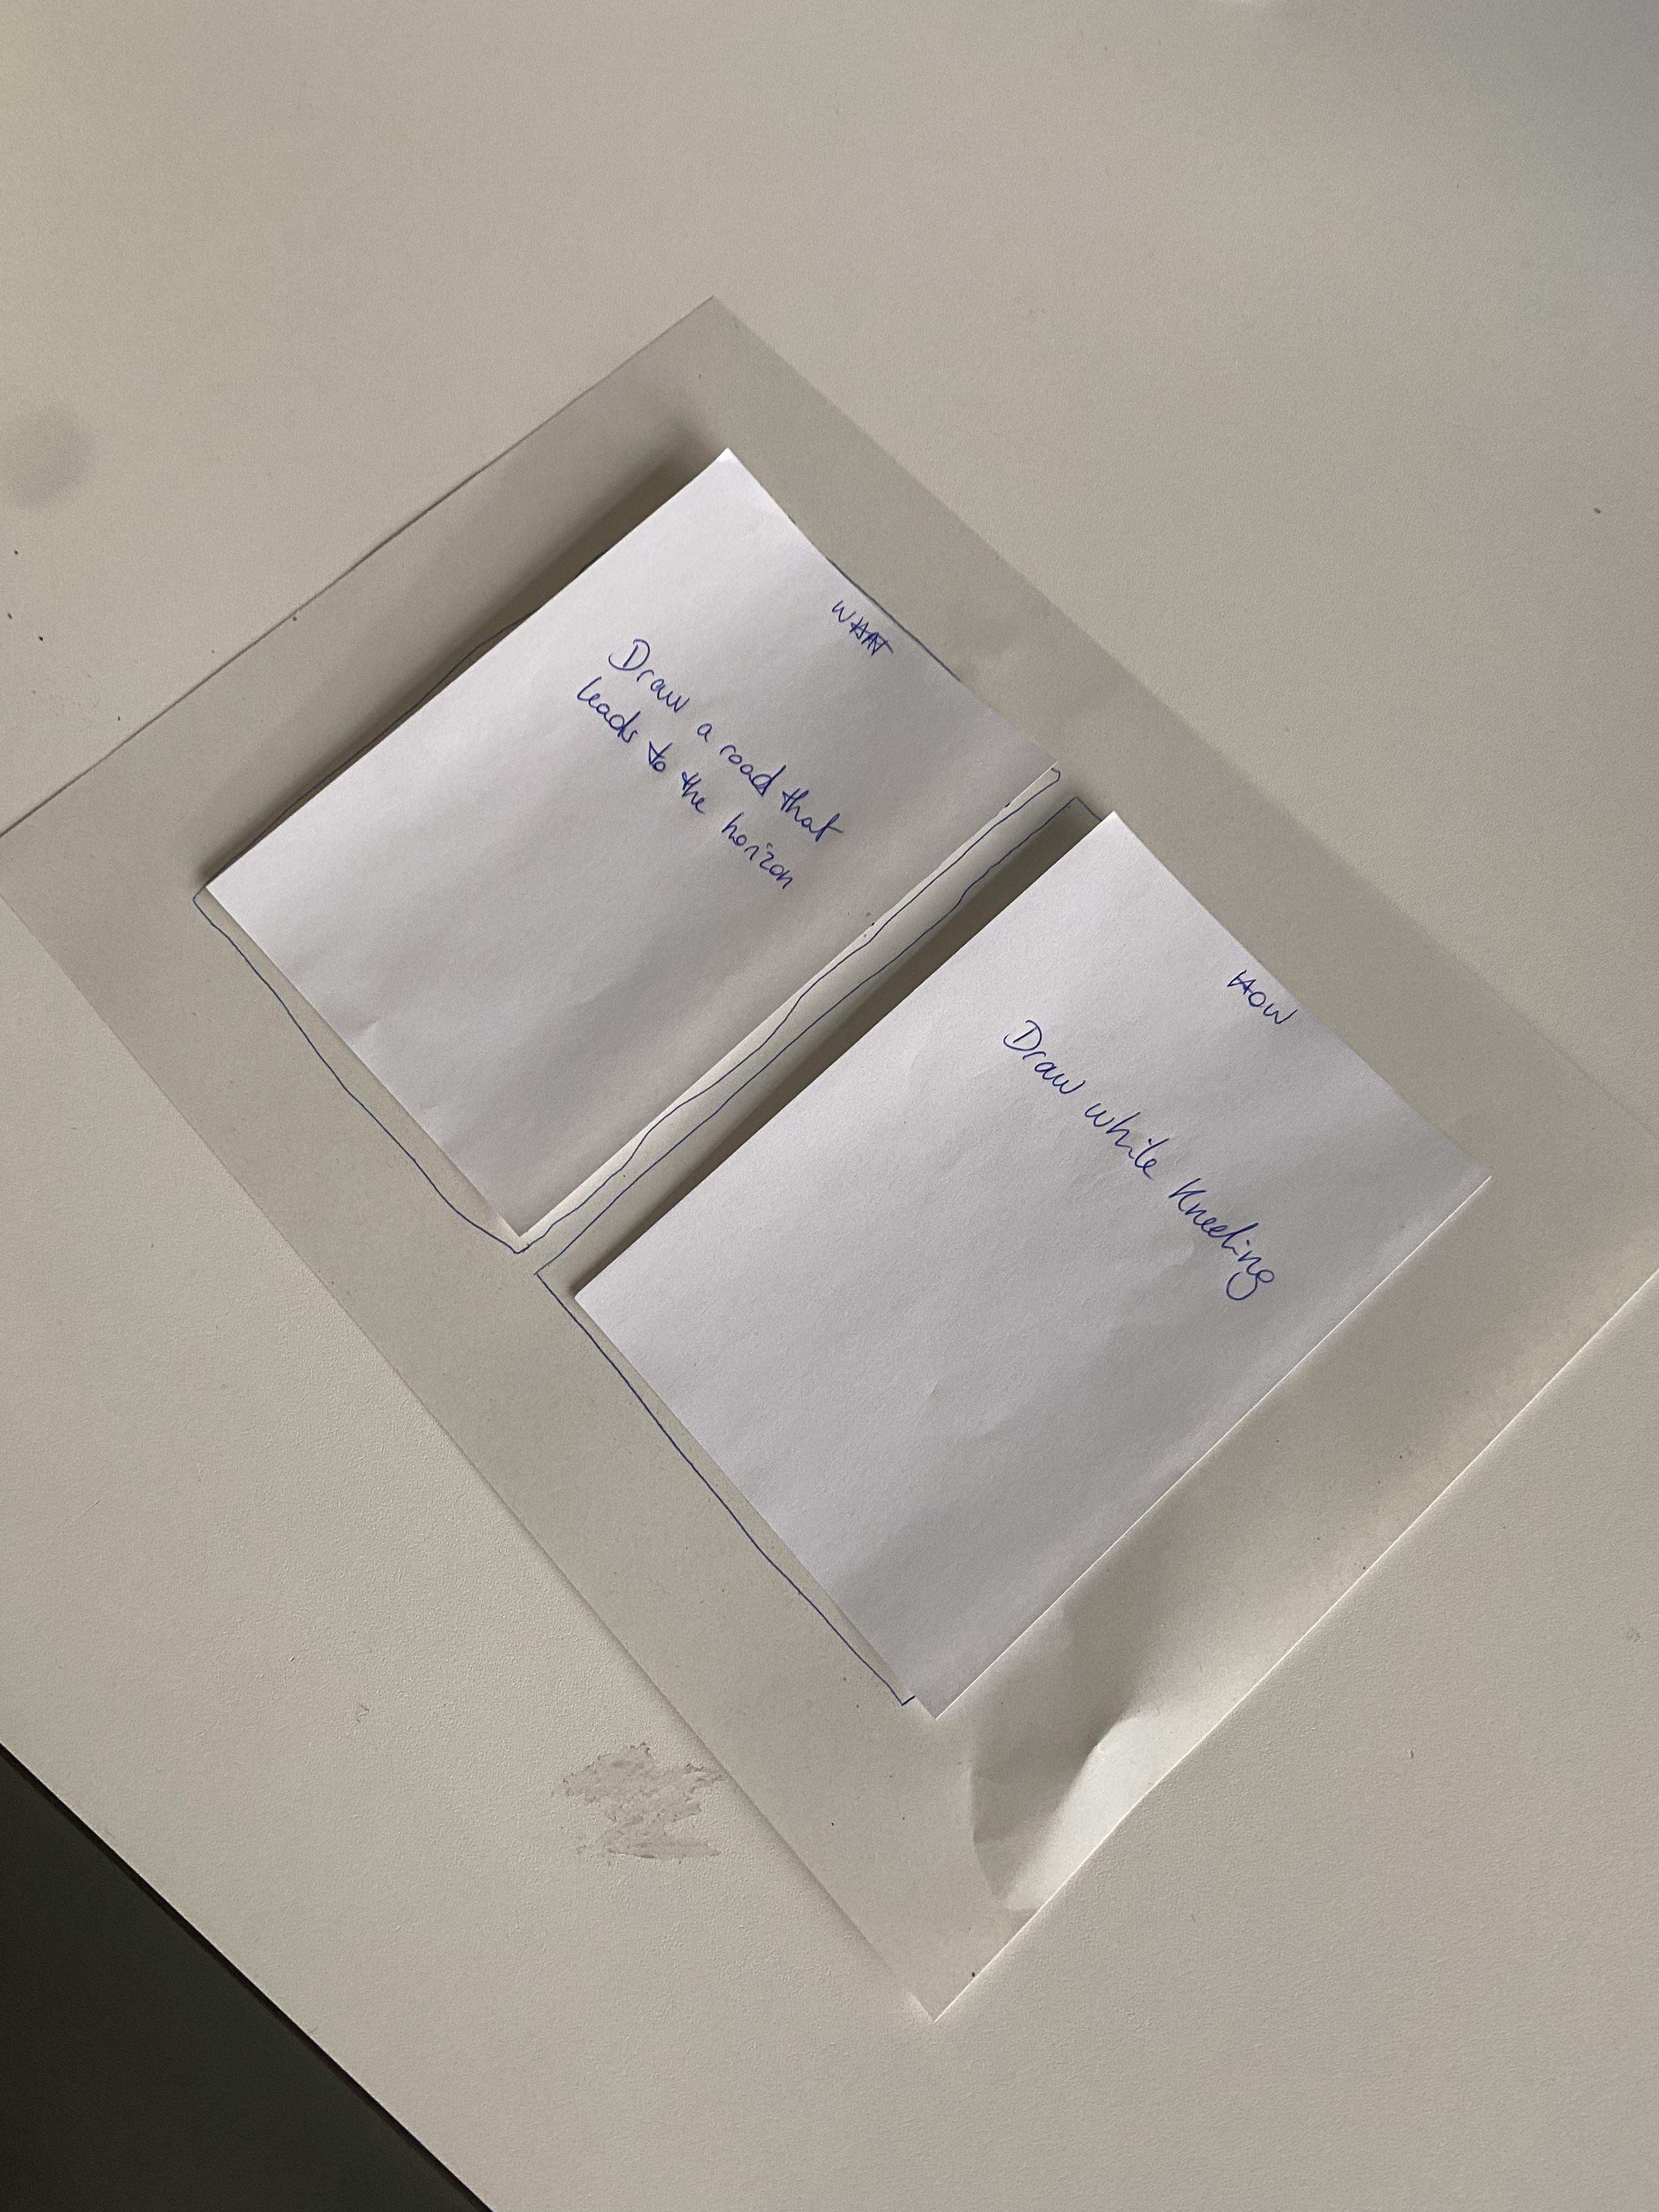 WHAT
Draw a road that
leads to the horizon
HOW
Draw while Kneeling